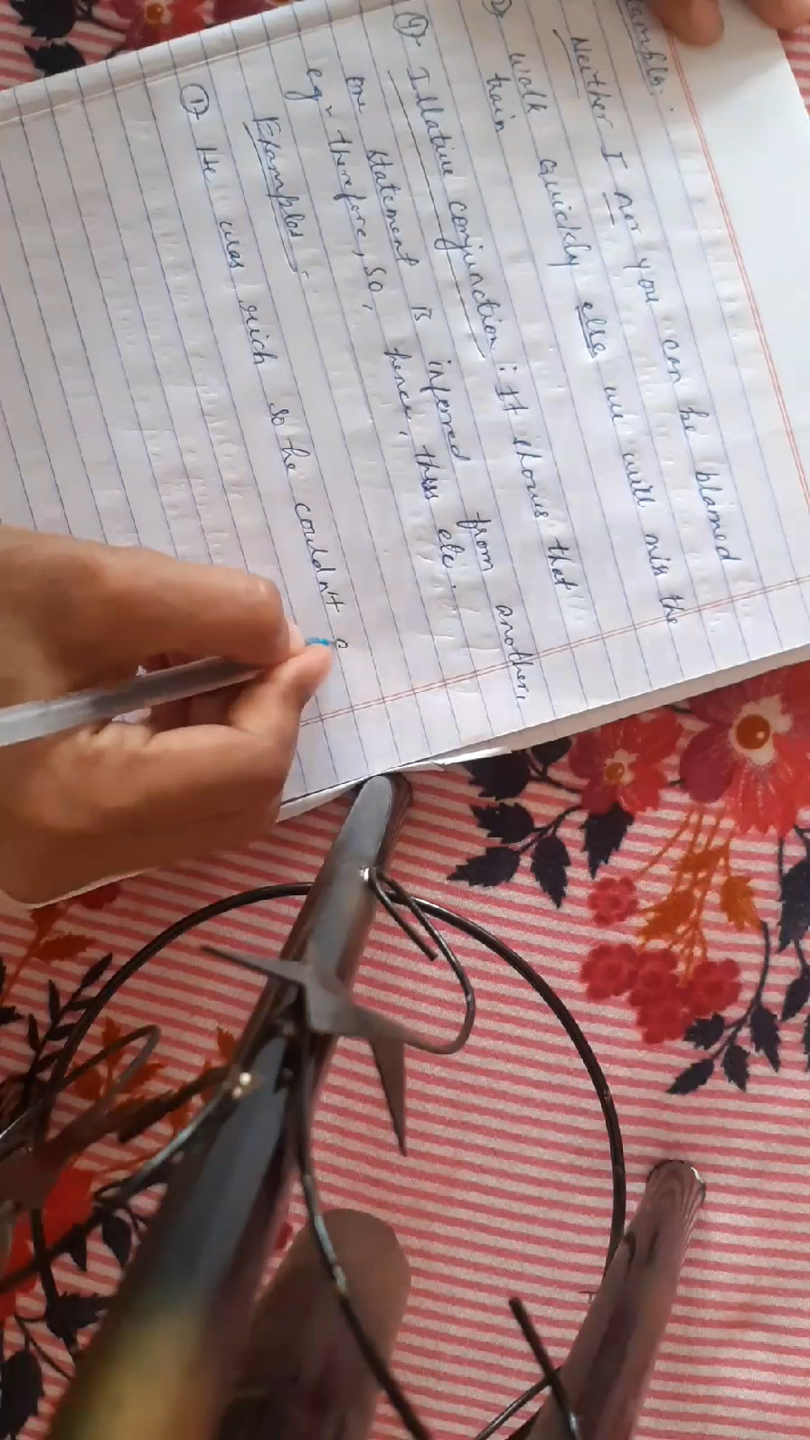 Example :
Neither I nor you can be blamed
② Walk quickly else we will miss the
train
④ Illative conjunction : It shows that
one statement is inferred from another,
eg. therefore, so, hence, thus etc.
Examples :-
① He was rich so he couldn't